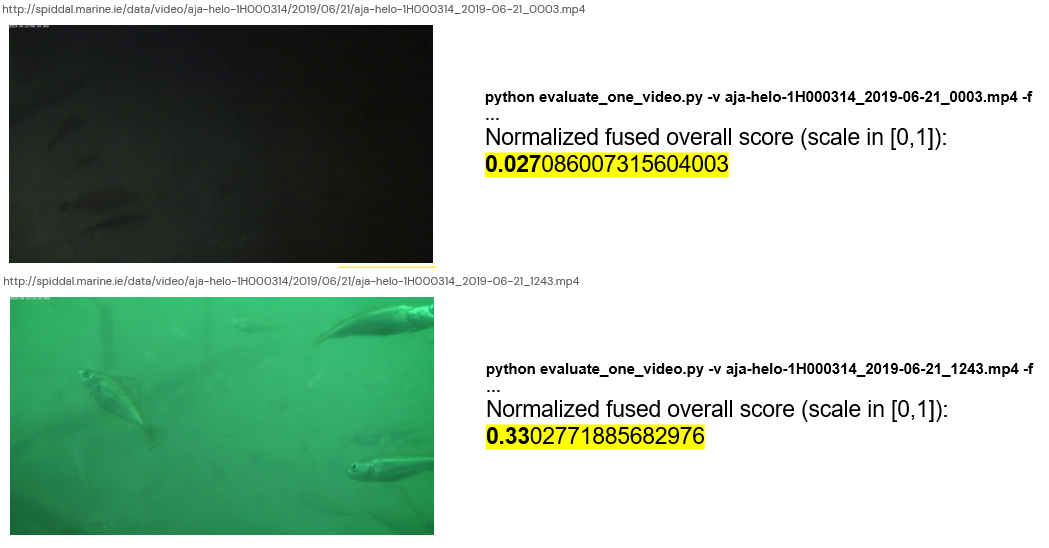 http://spiddal.marine.ie/data/video/aja-helo-1H000314/2019/06/21/aja-helo-1H000314_2019-06-21_0003.mp4
python evaluate_one_video.py -v aja-helo-1H000314_2019-06-21_0003.mp4 -f
...
Normalized fused overall score (scale in [0,1]):
0.027086007315604003
http://spiddal.marine.ie/data/video/aja-helo-1H000314/2019/06/21/aja-helo-1H000314_2019-06-21_1243.mp4
python evaluate_one_video.py -v aja-helo-1H000314_2019-06-21_1243.mp4 -f
...
Normalized fused overall score (scale in [0,1]):
0.3302771885682976